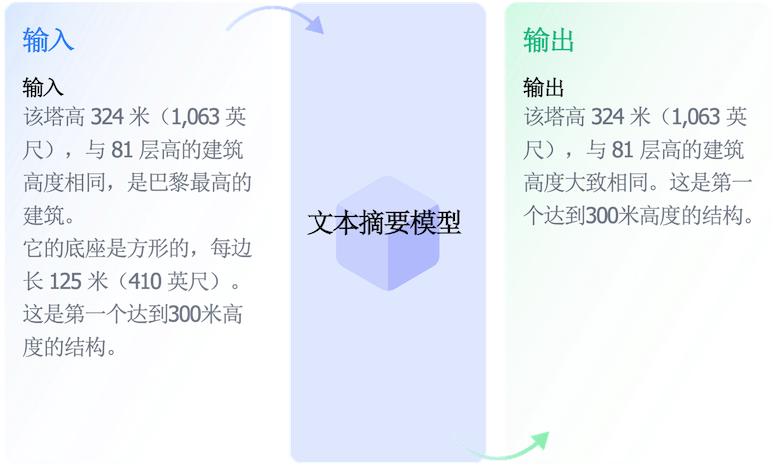 输入
输入
该塔高 324 米（1,063 英
尺），与 81 层高的建筑
高度相同，是巴黎最高的
建筑。
它的底座是方形的，每边
长 125 米（410 英尺）。
这是第一个达到300米高
度的结构。
文本摘要模型
输出
输出
该塔高 324 米（1,063 英
尺），与 81 层高的建筑
高度大致相同。这是第一
个达到300米高度的结构。